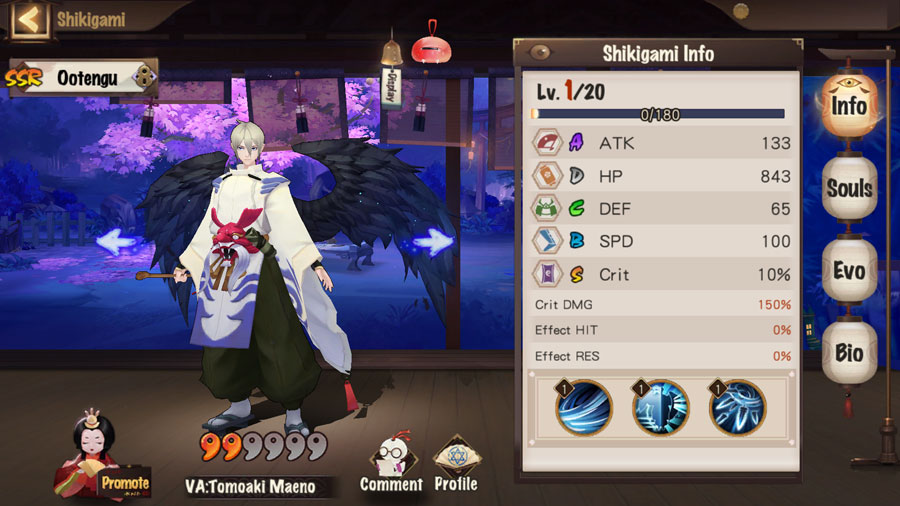 Shikigami
SSR Ootengu
Display
Shikigami Info
Lv. 1/20
0/180
A ATK 133
D HP 843
C DEF 65
B SPD 100
S Crit 10%
Crit DMG 150%
Effect HIT 0%
Effect RES 0%
1 1 1
Info
Souls
Evo
Bio
Promote
VA:Tomoaki Maeno
Comment
Profile